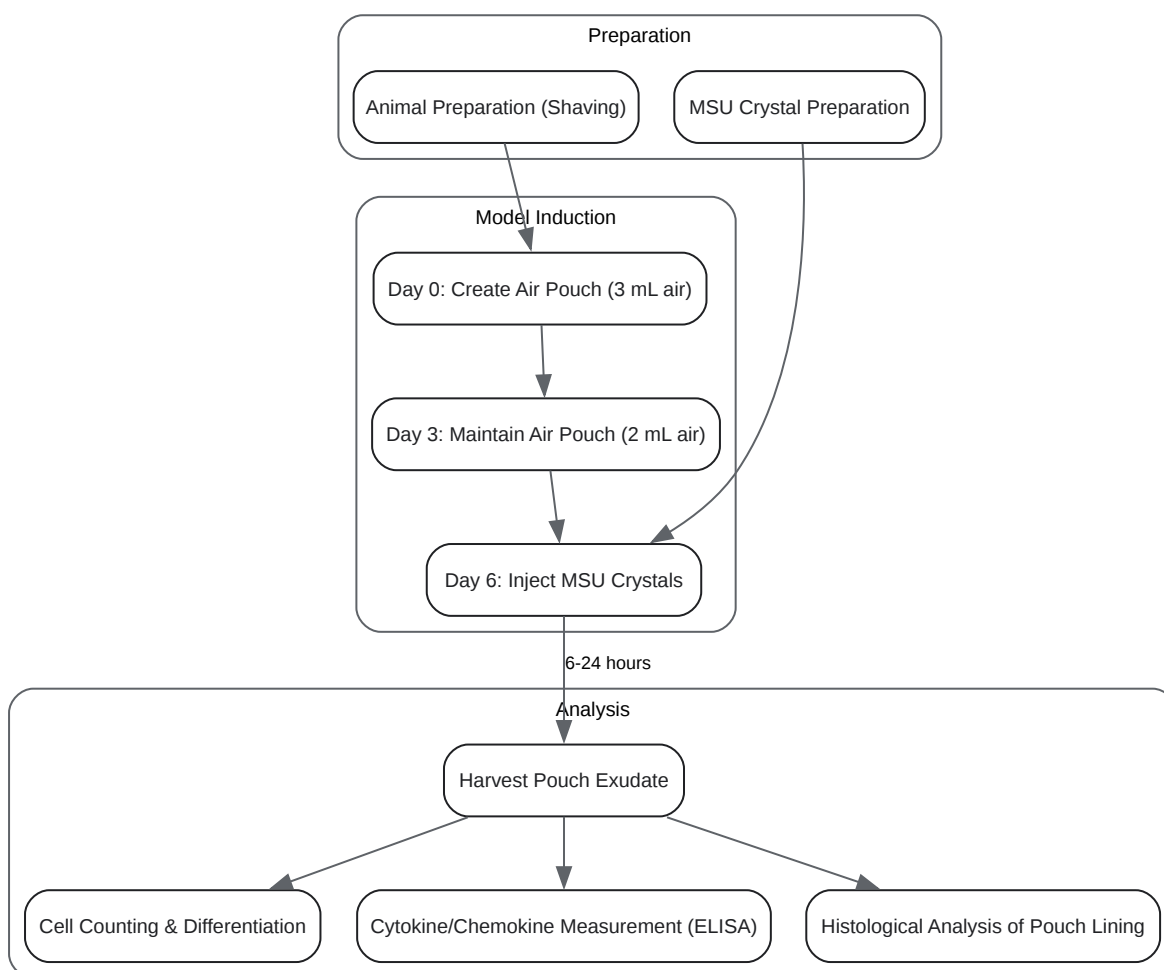 Preparation
Animal Preparation (Shaving)
MSU Crystal Preparation
Model Induction
Day 0: Create Air Pouch (3 mL air)
Day 3: Maintain Air Pouch (2 mL air)
Day 6: Inject MSU Crystals
6-24 hours
Analysis
Harvest Pouch Exudate
Cell Counting & Differentiation
Cytokine/Chemokine Measurement (ELISA)
Histological Analysis of Pouch Lining